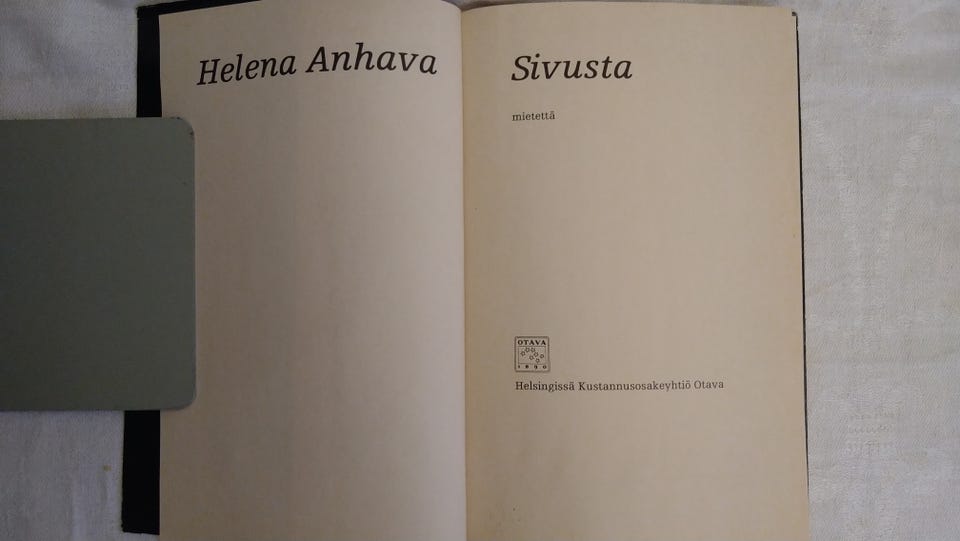 Helena Anhava
Sivusta
mietettä
OTAVA
1890
Helsingissä Kustannusosakeyhtiö Otava